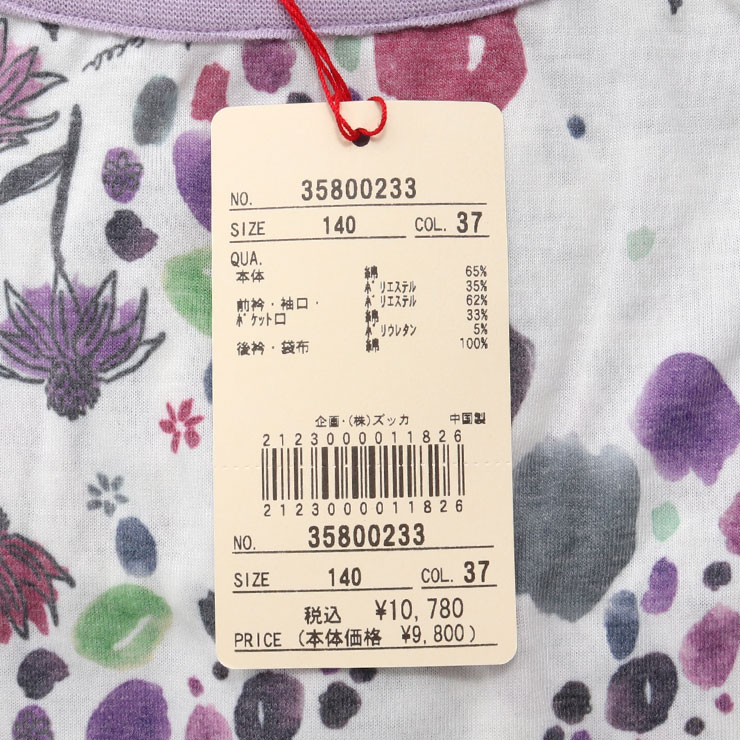 NO. 35800233
SIZE 140 COL. 37
QUA.
本体 綿 65%
ﾎﾟﾘｴｽﾃﾙ 35%
前衿・袖口・ ﾎﾟﾘｴｽﾃﾙ 62%
ﾎﾟｹｯﾄ口 綿 33%
ﾎﾟﾘｳﾚﾀﾝ 5%
後衿・袋布 綿 100%
企画・(株)ズッカ 中国製
2123000011826
2123000011826
NO. 35800233
SIZE 140 COL. 37
税込 ¥10,780
PRICE (本体価格 ¥9,800)